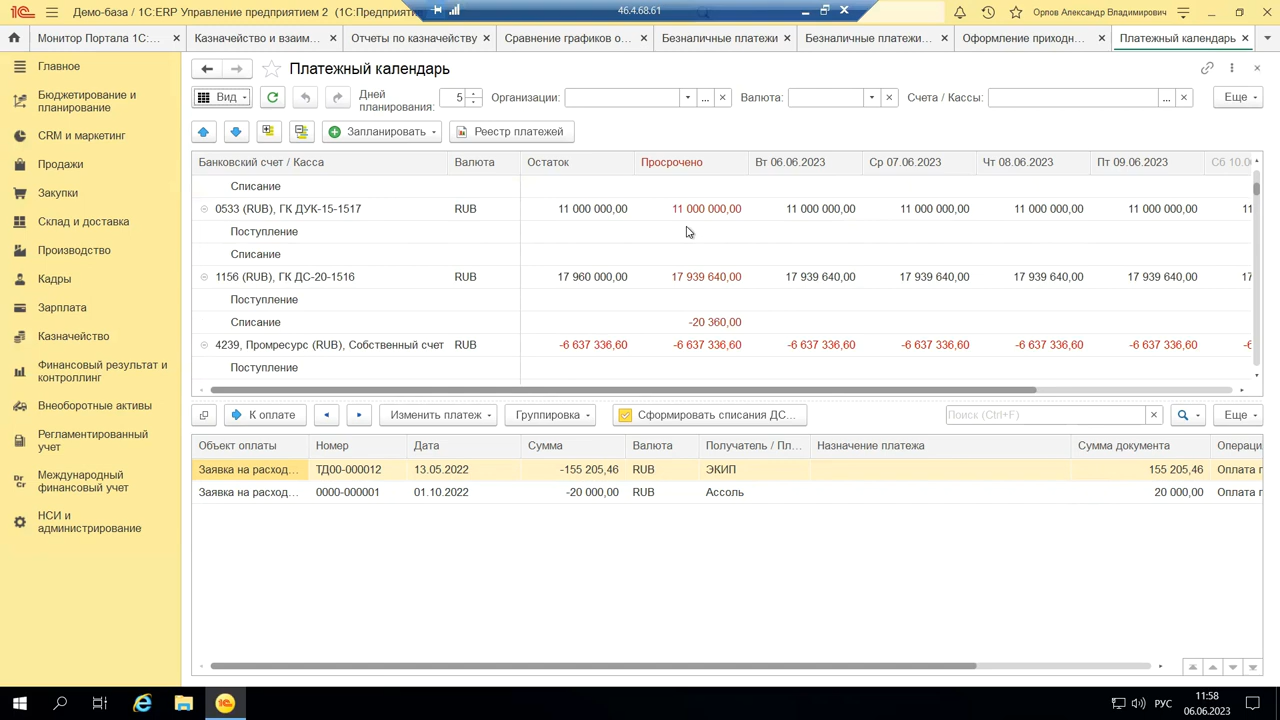 Демо-база / 1С:ERP Управление предприятием 2 (1С:Предприяти
46.4.68.61
Орлов Александр Владимирович
Монитор Портала 1С:...
Казначейство и взаим...
Отчеты по казначейству
Сравнение графиков о...
Безналичные платежи
Безналичные платежи...
Оформление приходн...
Платежный календарь
Главное
Бюджетирование и планирование
CRM и маркетинг
Продажи
Закупки
Склад и доставка
Производство
Кадры
Зарплата
Казначейство
Финансовый результат и контроллинг
Внеоборотные активы
Регламентированный учет
Международный финансовый учет
НСИ и администрирование
Платежный календарь
Вид
Дней планирования: 5
Организации:
Валюта:
Счета / Кассы:
Еще
Запланировать
Реестр платежей
Банковский счет / Касса Валюта Остаток Просрочено Вт 06.06.2023 Ср 07.06.2023 Чт 08.06.2023 Пт 09.06.2023 Сб 10.0
Списание
0533 (RUB), ГК ДУК-15-1517 RUB 11 000 000,00 11 000 000,00 11 000 000,00 11 000 000,00 11 000 000,00 11 000 000,00 11
Поступление
Списание
1156 (RUB), ГК ДС-20-1516 RUB 17 960 000,00 17 939 640,00 17 939 640,00 17 939 640,00 17 939 640,00 17 939 640,00 17
Поступление
Списание -20 360,00
4239, Промресурс (RUB), Собственный счет RUB -6 637 336,60 -6 637 336,60 -6 637 336,60 -6 637 336,60 -6 637 336,60 -6 637 336,60 -6
Поступление
К оплате
Изменить платеж
Группировка
Сформировать списания ДС...
Поиск (Ctrl+F)
Еще
Объект оплаты Номер Дата Сумма Валюта Получатель / Пл... Назначение платежа Сумма документа Операци
Заявка на расход... ТД00-000012 13.05.2022 -155 205,46 RUB ЭКИП 155 205,46 Оплата г
Заявка на расход... 0000-000001 01.10.2022 -20 000,00 RUB Ассоль 20 000,00 Оплата г
РУС
11:58
06.06.2023